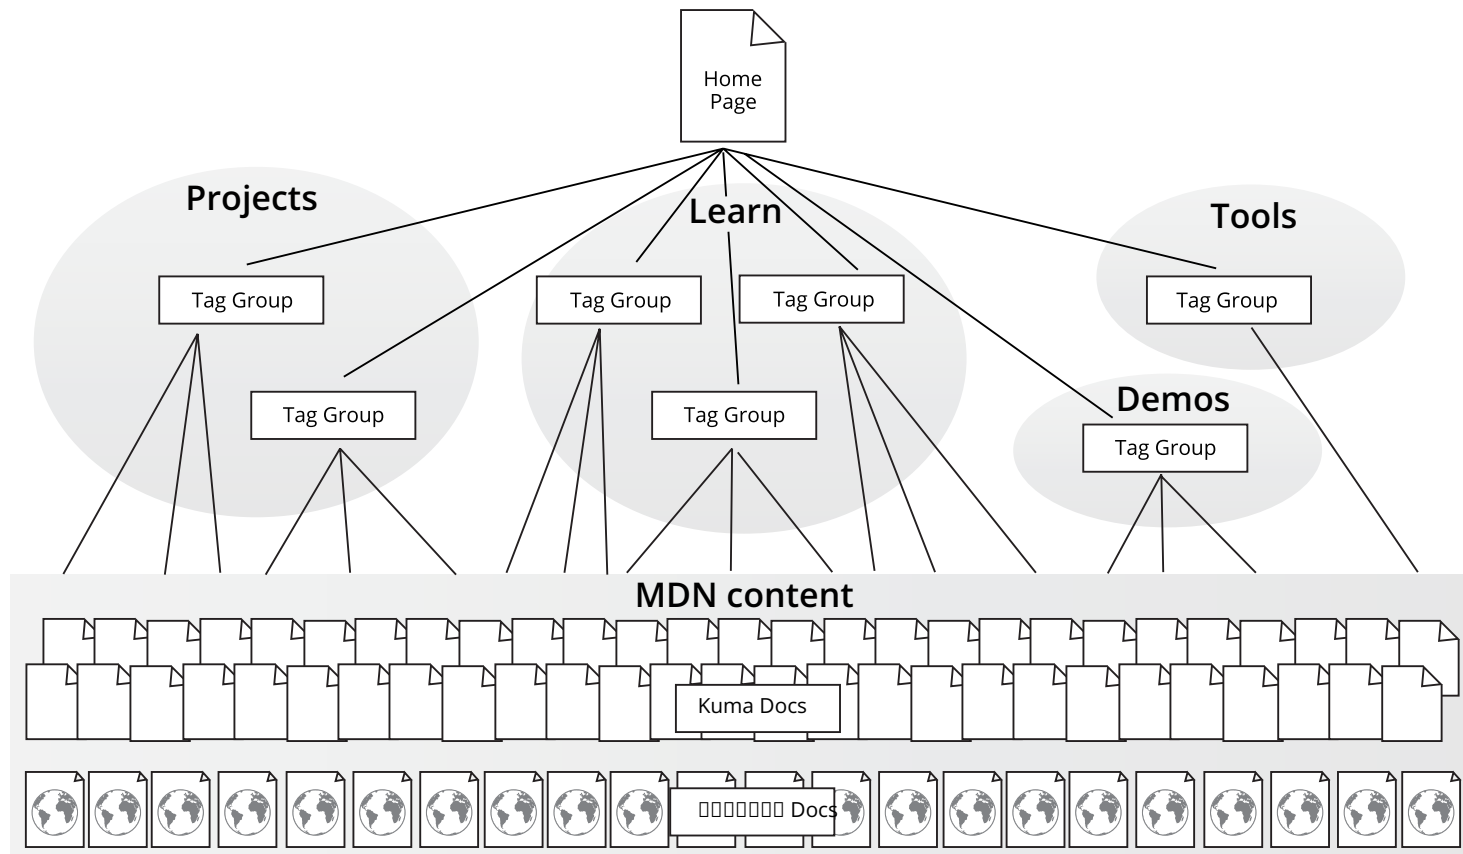 Home
Page
Projects
Learn
Tools
Tag Group
Tag Group
Tag Group
Tag Group
Tag Group
Tag Group
Demos
Tag Group
MDN content
Kuma Docs
Docs